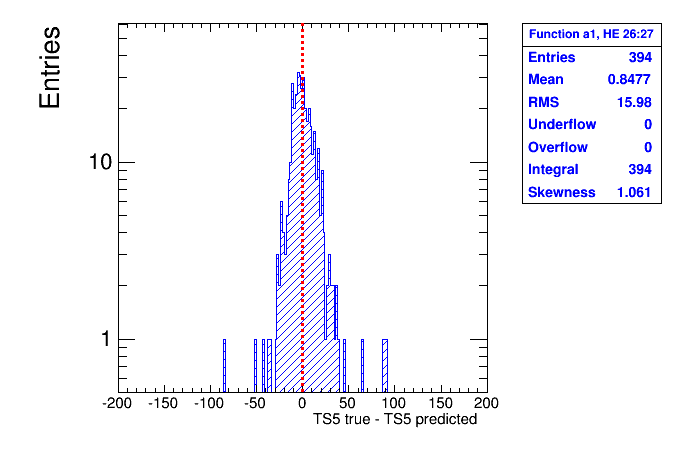 Entries
10
1
-200 -150 -100 -50 0 50 100 150 200
TS5 true - TS5 predicted
Function a1, HE 26:27
Entries 394
Mean 0.8477
RMS 15.98
Underflow 0
Overflow 0
Integral 394
Skewness 1.061